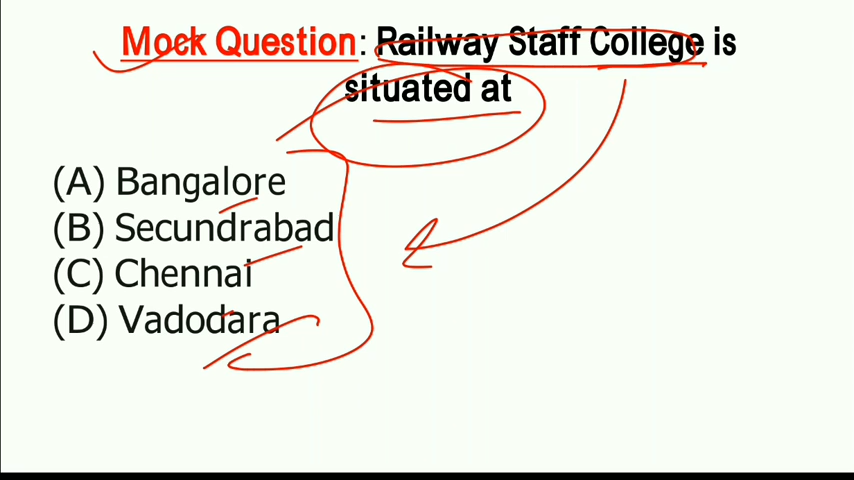 Mock Question: Railway Staff College is
situated at
(A) Bangalore
(B) Secundrabad
(C) Chennai
(D) Vadodara